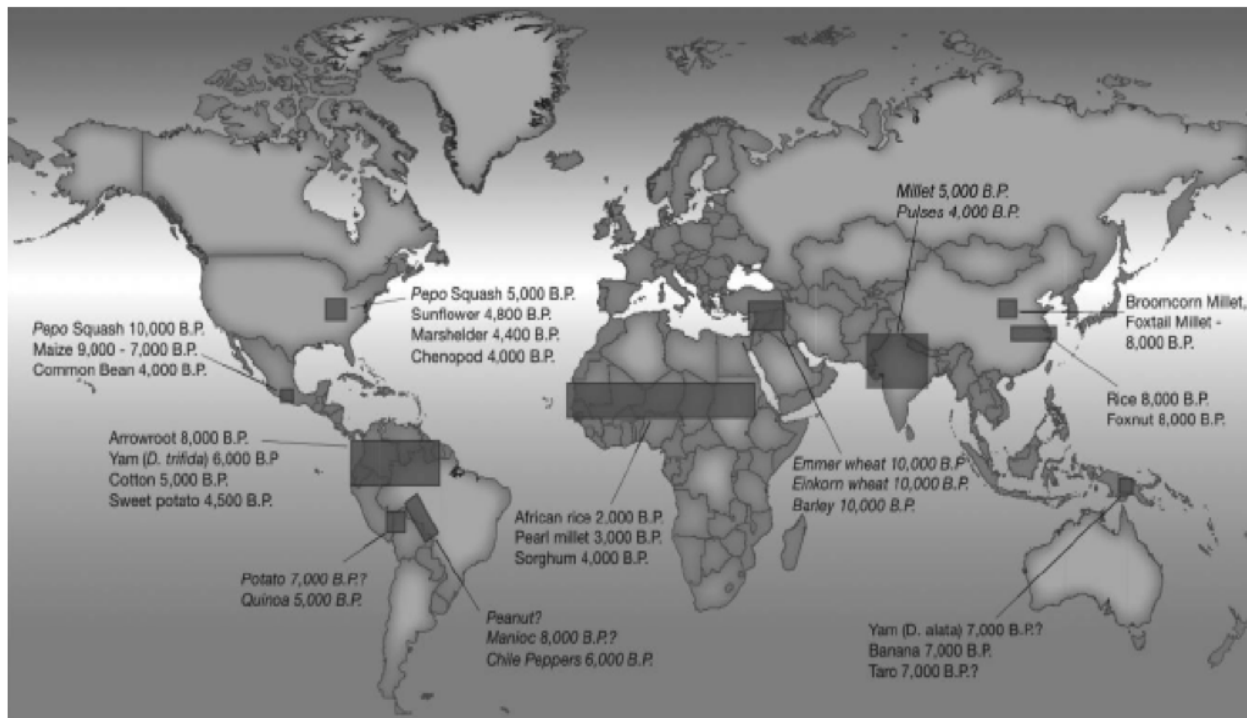 Millet 5,000 B.P.
Pulses 4,000 B.P.
Pepo Squash 5,000 B.P.
Sunflower 4,800 B.P.
Marshelder 4,400 B.P.
Chenopod 4,000 B.P.
Pepo Squash 10,000 B.P.
Maize 9,000 - 7,000 B.P.
Common Bean 4,000 B.P.
Broomcorn Millet,
Foxtail Millet -
8,000 B.P.
Rice 8,000 B.P.
Foxnut 8,000 B.P.
Arrowroot 8,000 B.P.
Yam (D. trifida) 6,000 B.P
Cotton 5,000 B.P.
Sweet potato 4,500 B.P.
Emmer wheat 10,000 B.P
Einkorn wheat 10,000 B.P.
Barley 10,000 B.P.
African rice 2,000 B.P.
Pearl millet 3,000 B.P.
Sorghum 4,000 B.P.
Potato 7,000 B.P.?
Quinoa 5,000 B.P.
Peanut?
Manioc 8,000 B.P.?
Chile Peppers 6,000 B.P.
Yam (D. alata) 7,000 B.P.?
Banana 7,000 B.P.
Taro 7,000 B.P.?